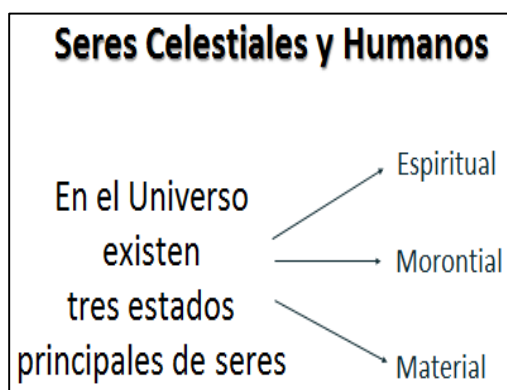 Seres Celestiales y Humanos
Espiritual
En el Universo
existen
Morontial
tres estados
principales de seres
Material